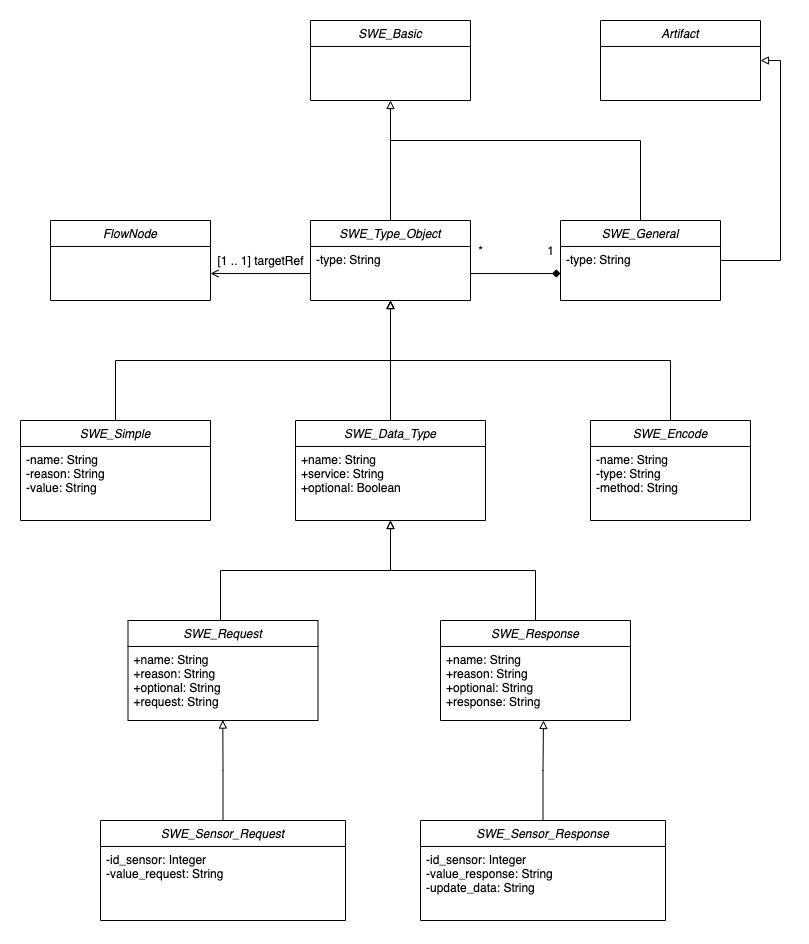 SWE_Basic
Artifact
FlowNode
SWE_Type_Object
-type: String
SWE_General
-type: String
[1 .. 1] targetRef
*
1
SWE_Simple
-name: String
-reason: String
-value: String
SWE_Data_Type
+name: String
+service: String
+optional: Boolean
SWE_Encode
-name: String
-type: String
-method: String
SWE_Request
+name: String
+reason: String
+optional: String
+request: String
SWE_Response
+name: String
+reason: String
+optional: String
+response: String
SWE_Sensor_Request
-id_sensor: Integer
-value_request: String
SWE_Sensor_Response
-id_sensor: Integer
-value_response: String
-update_data: String